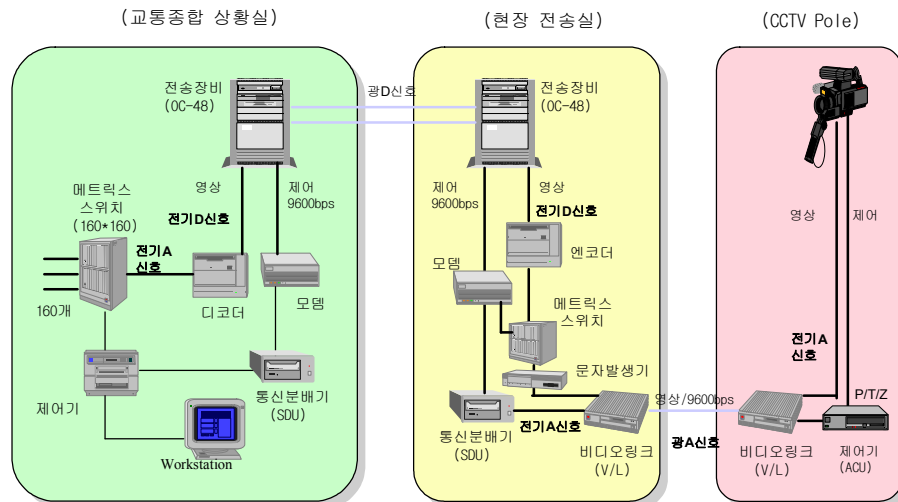 (교통종합 상황실)
(현장 전송실)
(CCTV Pole)
전송장비
(OC-48)
광D신호
전송장비
(OC-48)
영상
제어
9600bps
전기D신호
메트릭스
스위치
(160*160)
전기A
신호
160개
디코더
모뎀
제어기
통신분배기
(SDU)
Workstation
제어
9600bps
영상
전기D신호
엔코더
모뎀
메트릭스
스위치
문자발생기
통신분배기
(SDU)
전기A신호
비디오링크
(V/L)
영상/9600bps
광A신호
영상
제어
전기A
신호
P/T/Z
비디오링크
(V/L)
제어기
(ACU)